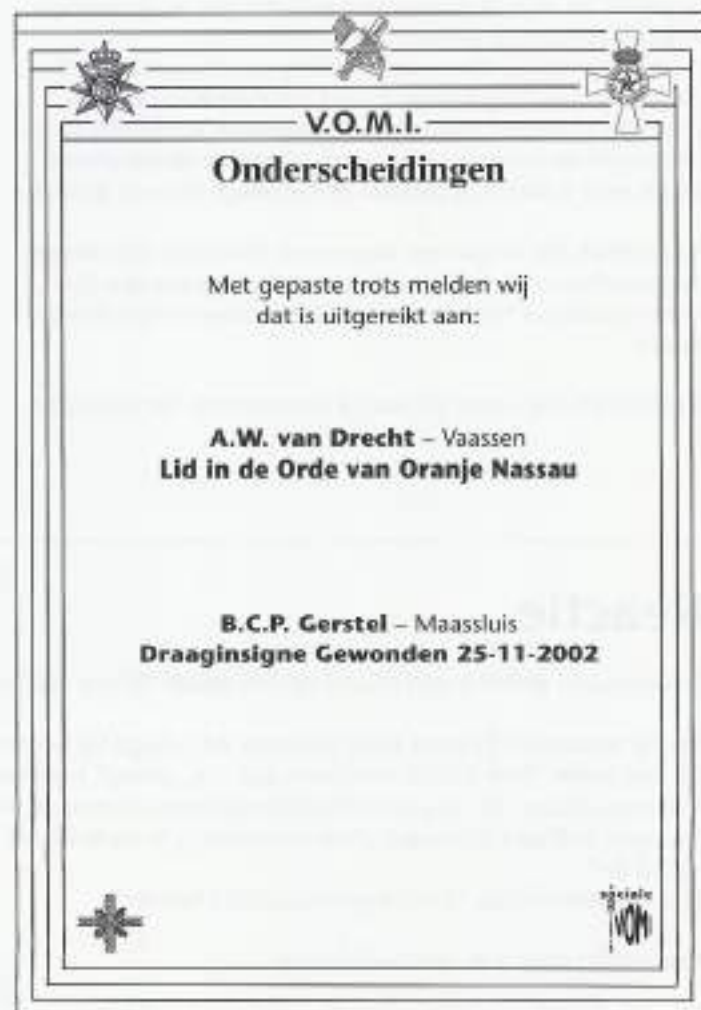 V.O.M.I.
Onderscheidingen
Met gepaste trots melden wij
dat is uitgereikt aan:
A.W. van Drecht – Vaassen
Lid in de Orde van Oranje Nassau
B.C.P. Gerstel – Maassluis
Draaginsigne Gewonden 25-11-2002
sociale
VOMI